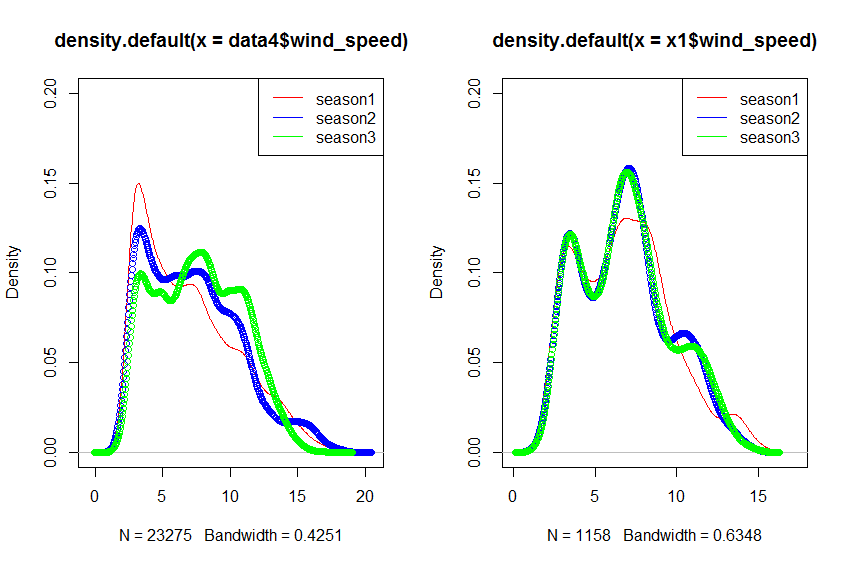 density.default(x = data4$wind_speed)
season1
season2
season3
Density
0.00
0.05
0.10
0.15
0.20
0
5
10
15
20
N = 23275 Bandwidth = 0.4251
density.default(x = x1$wind_speed)
season1
season2
season3
Density
0.00
0.05
0.10
0.15
0.20
0
5
10
15
N = 1158 Bandwidth = 0.6348